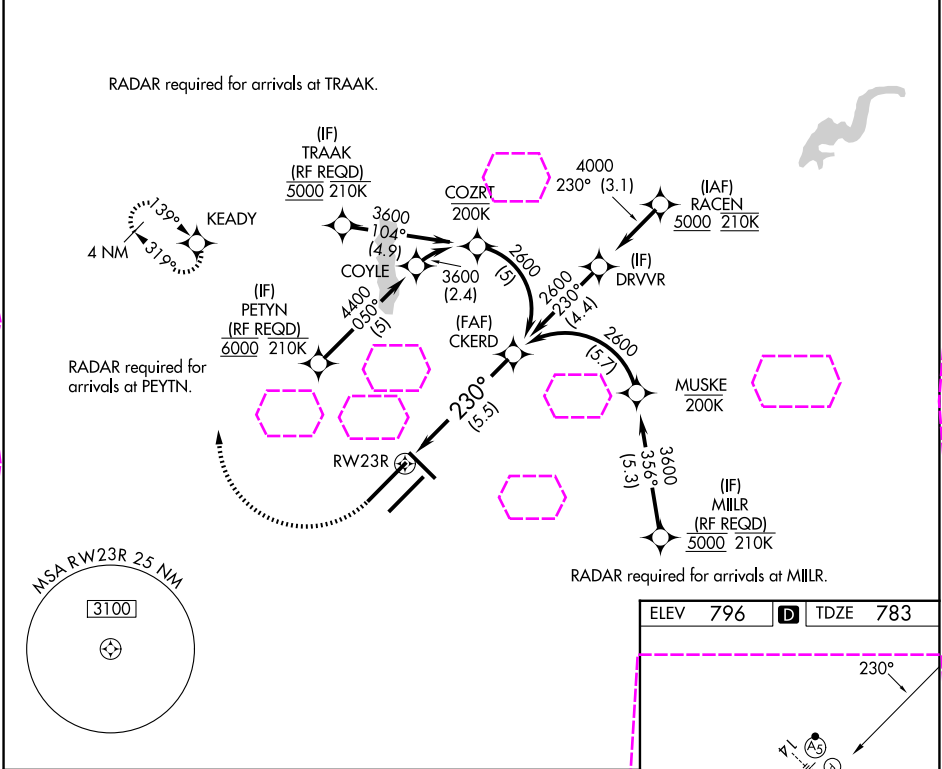 RADAR required for arrivals at TRAAK.
(IF)
TRAAK
(RF REQD)
5000 210K
COZRT
200K
4000
230° (3.1)
(IAF)
RACEN
5000 210K
139°
KEADY
4 NM
319°
3600
104°
(4.9)
COYLE
3600
(2.4)
2600
(5)
(IF)
DRVVR
2600
230°
(4.4)
(IF)
PETYN
(RF REQD)
6000 210K
4400
050°
(5)
(FAF)
CKERD
2600
(5.7)
MUSKE
200K
RADAR required for
arrivals at PEYTN.
230°
(5.5)
RW23R
3600
356°
(5.3)
(IF)
MIILR
(RF REQD)
5000 210K
RADAR required for arrivals at MIILR.
MSA RW23R 25 NM
3100
ELEV 796 D TDZE 783
230°
14
A5